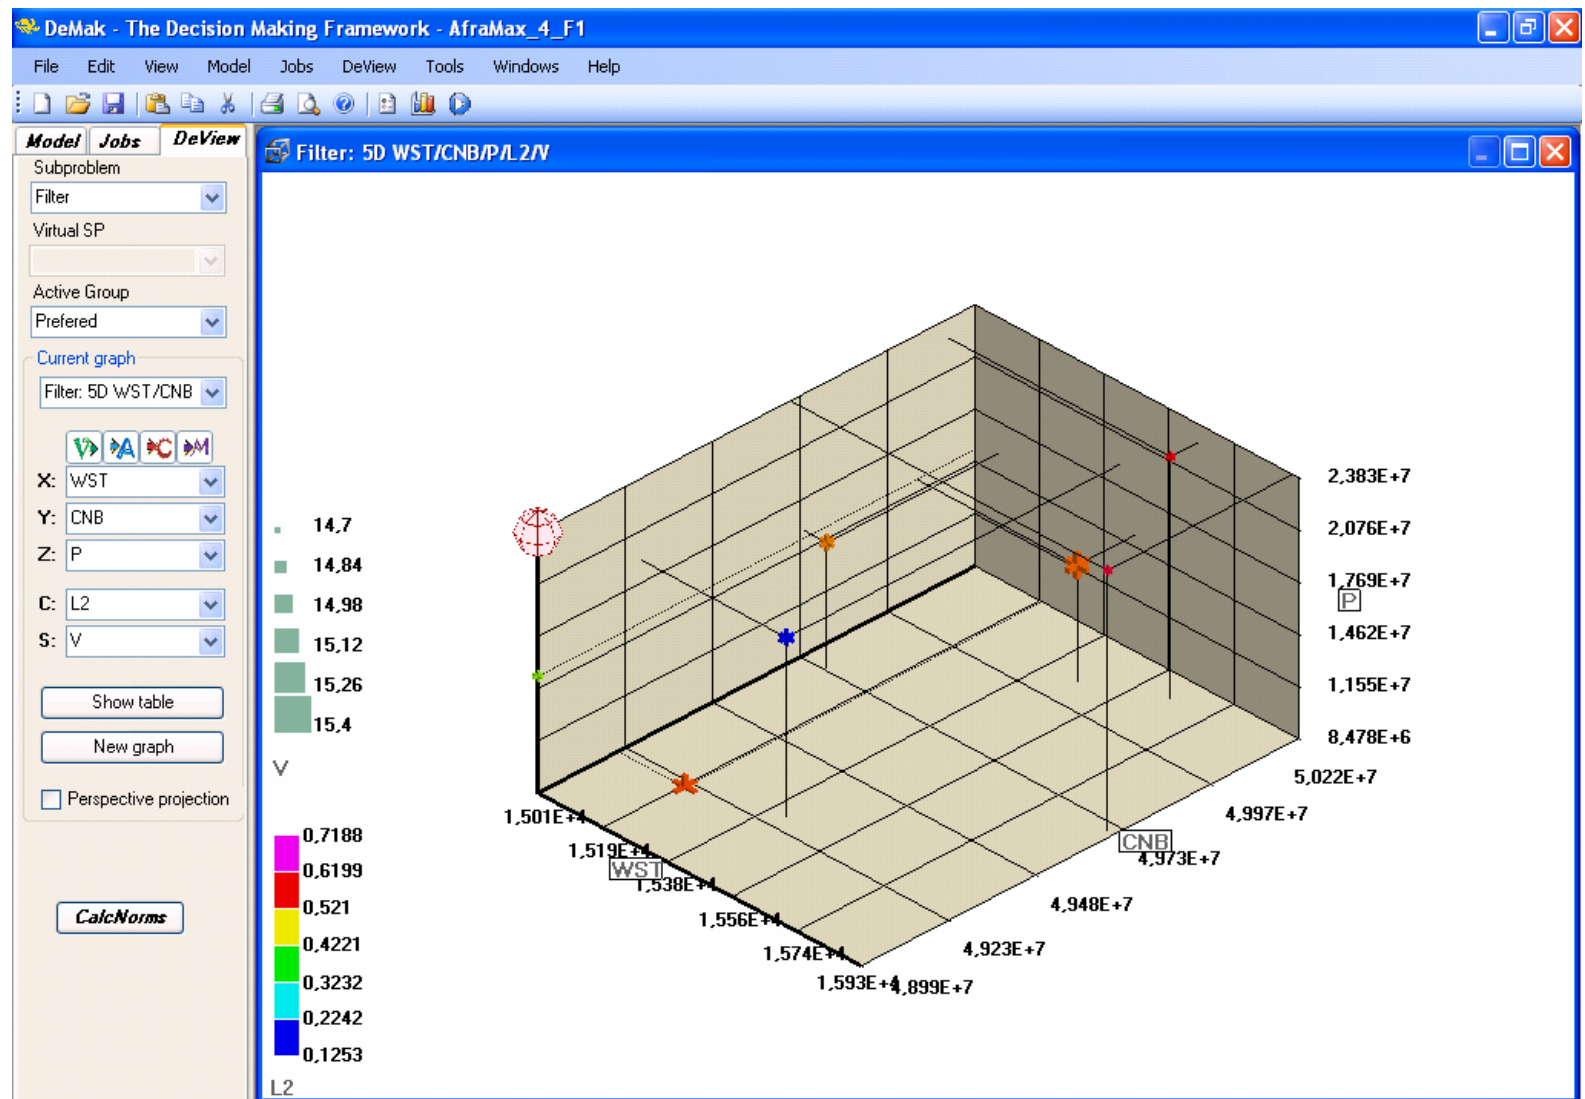 DeMak - The Decision Making Framework - AfraMax_4_F1
File Edit View Model Jobs DeView Tools Windows Help
Model Jobs DeView
Subproblem
Filter
Virtual SP
Active Group
Prefered
Current graph
Filter: 5D WST/CNB
V A C M
X: WST
Y: CNB
Z: P
C: L2
S: V
Show table
New graph
Perspective projection
CalcNorms
Filter: 5D WST/CNB/P/L2/V
14,7
14,84
14,98
15,12
15,26
15,4
V
0,7188
0,6199
0,521
0,4221
0,3232
0,2242
0,1253
L2
2,383E+7
2,076E+7
1,769E+7
P
1,462E+7
1,155E+7
8,478E+6
5,022E+7
4,997E+7
CNB
4,973E+7
4,948E+7
4,923E+7
4,899E+7
1,501E+4
1,519E+4
WST
1,538E+4
1,556E+4
1,574E+4
1,593E+4